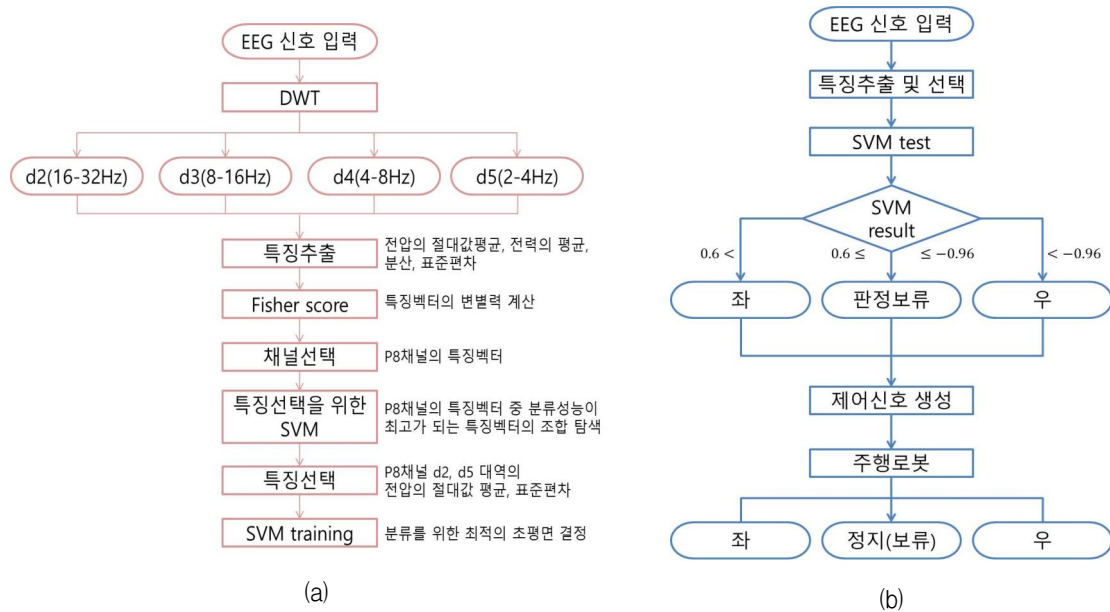 EEG 신호 입력
DWT
d2(16-32Hz)
d3(8-16Hz)
d4(4-8Hz)
d5(2-4Hz)
특징추출
전압의 절대값평균, 전력의 평균,
분산, 표준편차
Fisher score
특징벡터의 변별력 계산
채널선택
P8채널의 특징벡터
특징선택을 위한
SVM
P8채널의 특징벡터 중 분류성능이
최고가 되는 특징벡터의 조합 탐색
특징선택
P8채널 d2, d5 대역의
전압의 절대값 평균, 표준편차
SVM training
분류를 위한 최적의 초평면 결정
(a)
EEG 신호 입력
특징추출 및 선택
SVM test
SVM
result
0.6 <
0.6 ≤
≤ −0.96
< −0.96
좌
판정보류
우
제어신호 생성
주행로봇
좌
정지(보류)
우
(b)